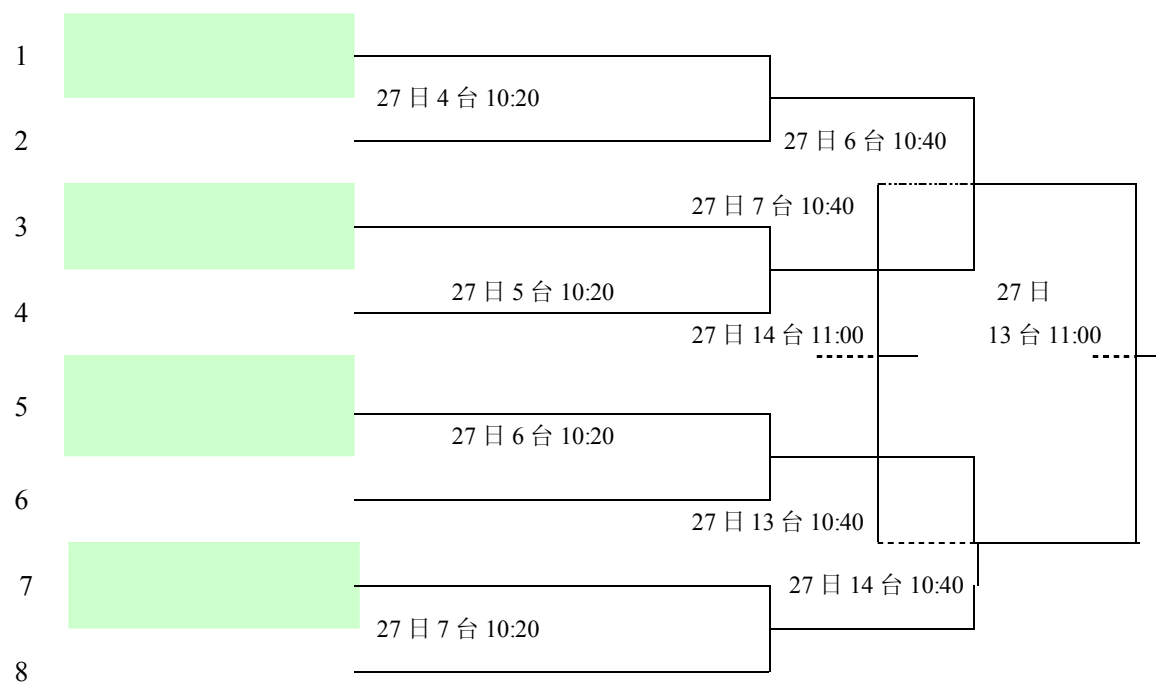 1
27 日 4 台 10:20
2
27 日 6 台 10:40
27 日 7 台 10:40
3
27 日 5 台 10:20
27 日
4
27 日 14 台 11:00
13 台 11:00
5
27 日 6 台 10:20
6
27 日 13 台 10:40
7
27 日 14 台 10:40
27 日 7 台 10:20
8